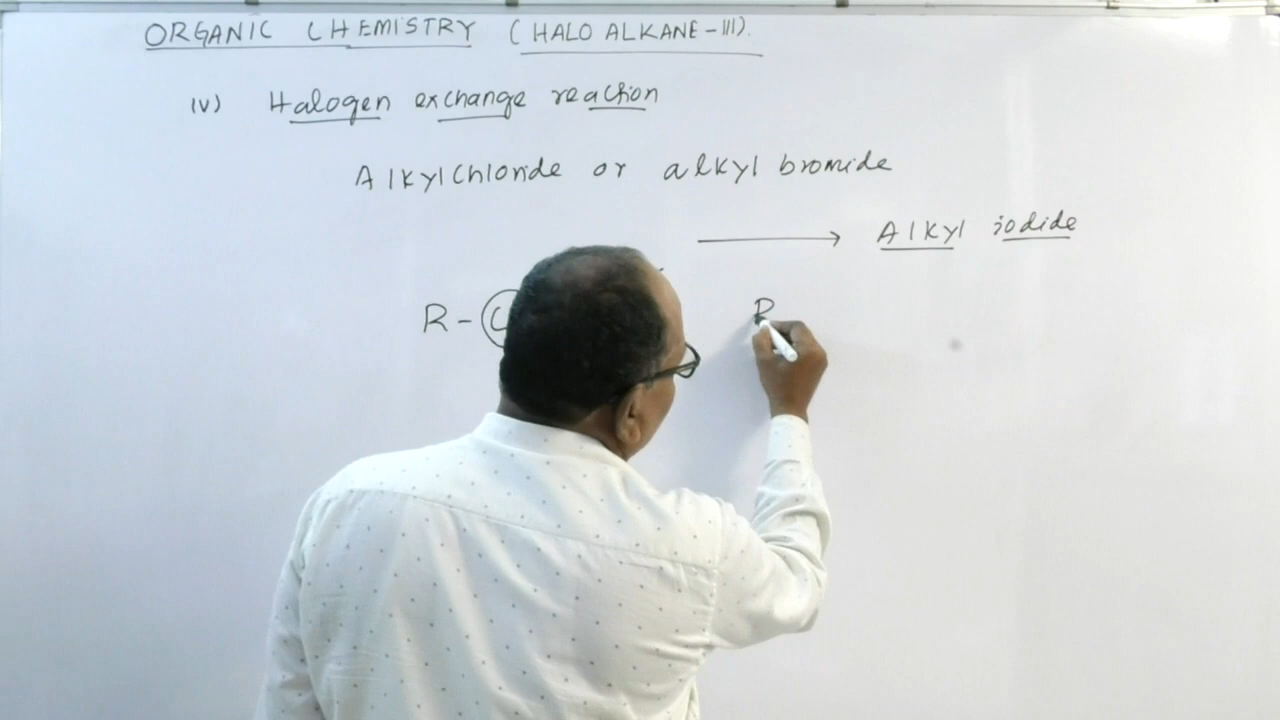 ORGANIC CHEMISTRY (HALO ALKANE-III).
IV) Halogen exchange reaction
Alkylchloride or alkyl bromide
→ Alkyl iodide
R - C R